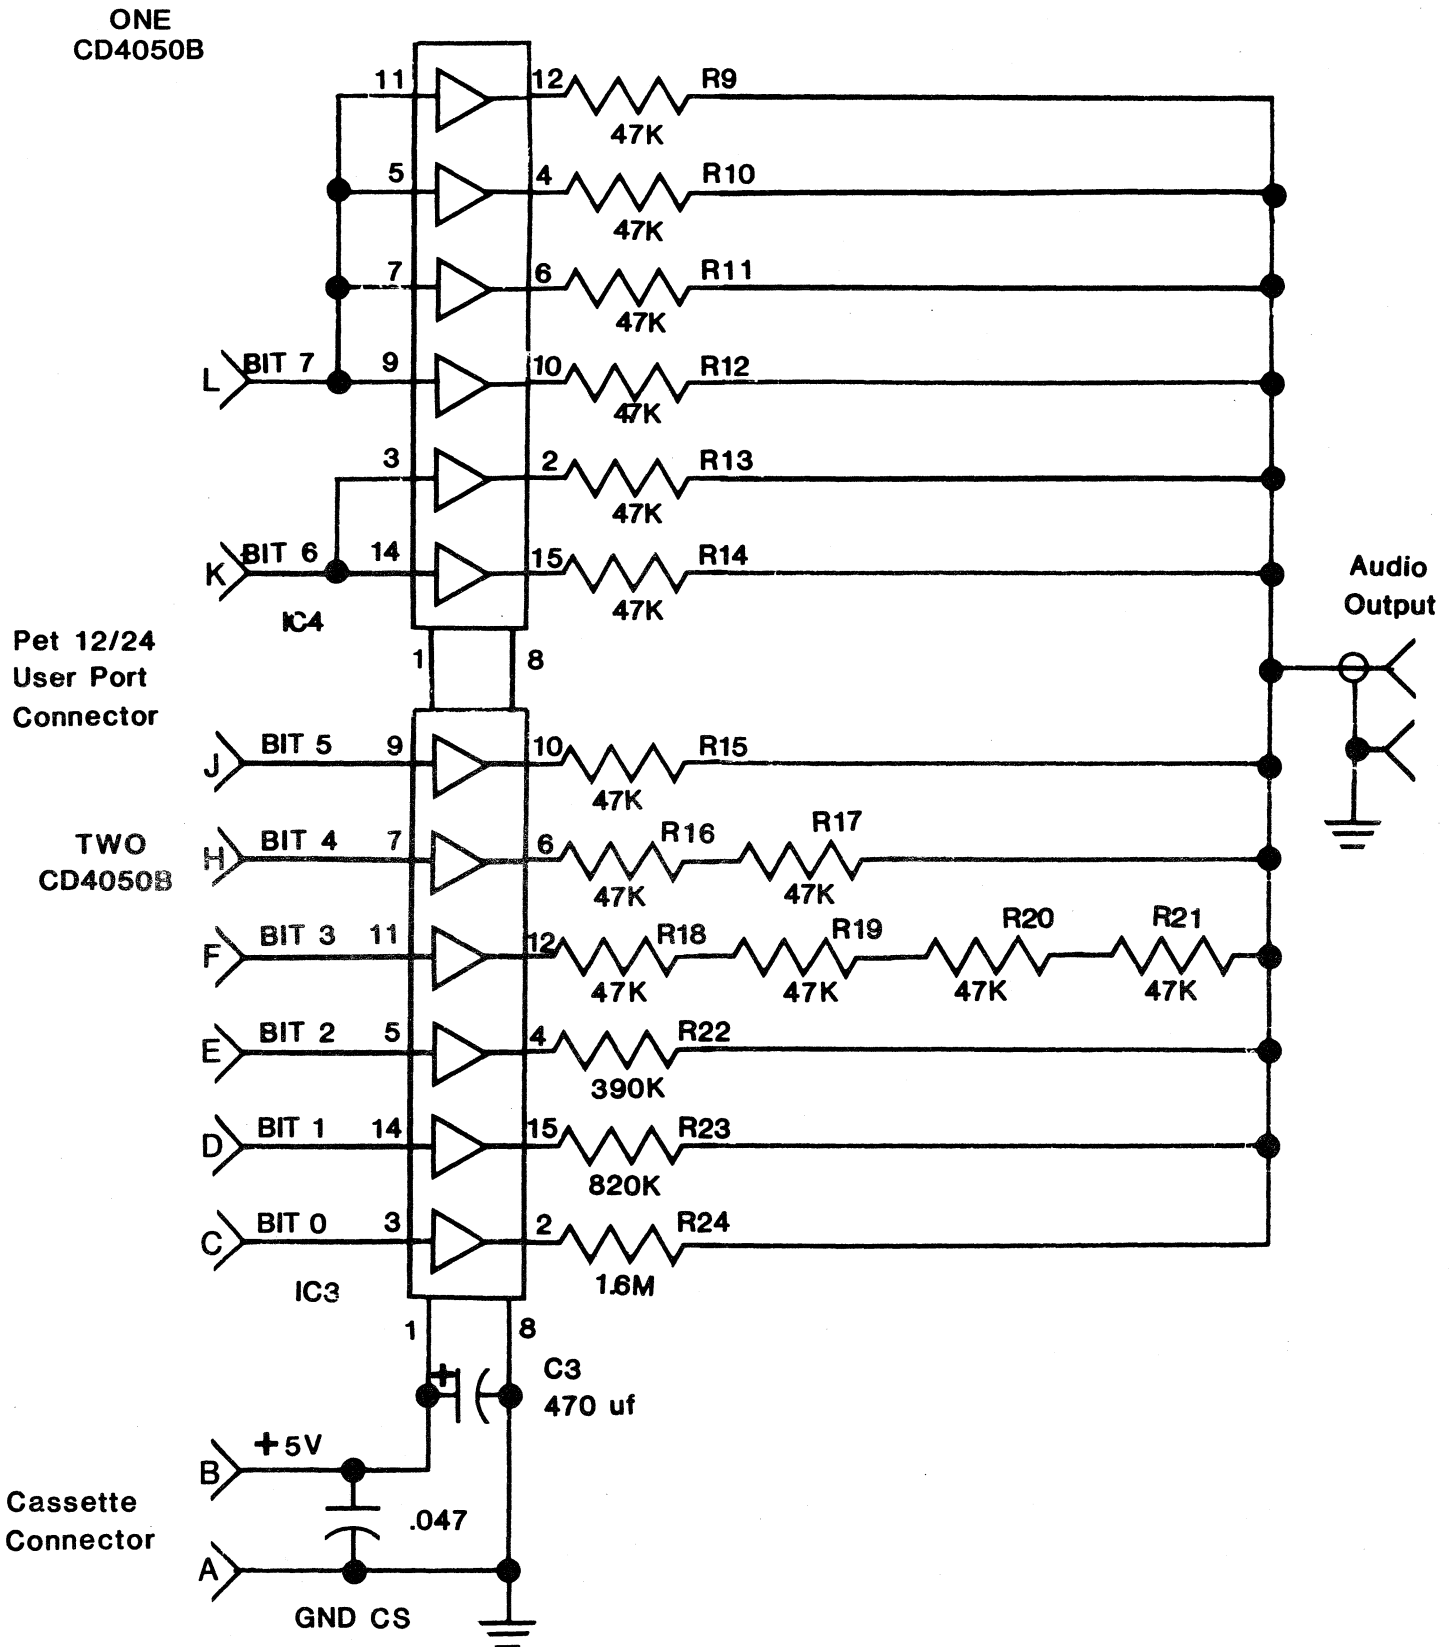 ONE
CD4050B
11 12 R9
47K
5 4 R10
47K
7 6 R11
47K
L BIT 7 9 10 R12
47K
3 2 R13
47K
K BIT 6 14 15 R14
47K
IC4
Audio
Output
Pet 12/24
User Port
Connector
1 8
J BIT 5 9 10 R15
47K
TWO
CD4050B
H BIT 4 7 6 R16 R17
47K 47K
F BIT 3 11 12 R18 R19 R20 R21
47K 47K 47K 47K
E BIT 2 5 4 R22
390K
D BIT 1 14 15 R23
820K
C BIT 0 3 2 R24
1.6M
IC3
1 8
+ C3
470 uf
B +5V
Cassette
Connector
.047
A
GND CS